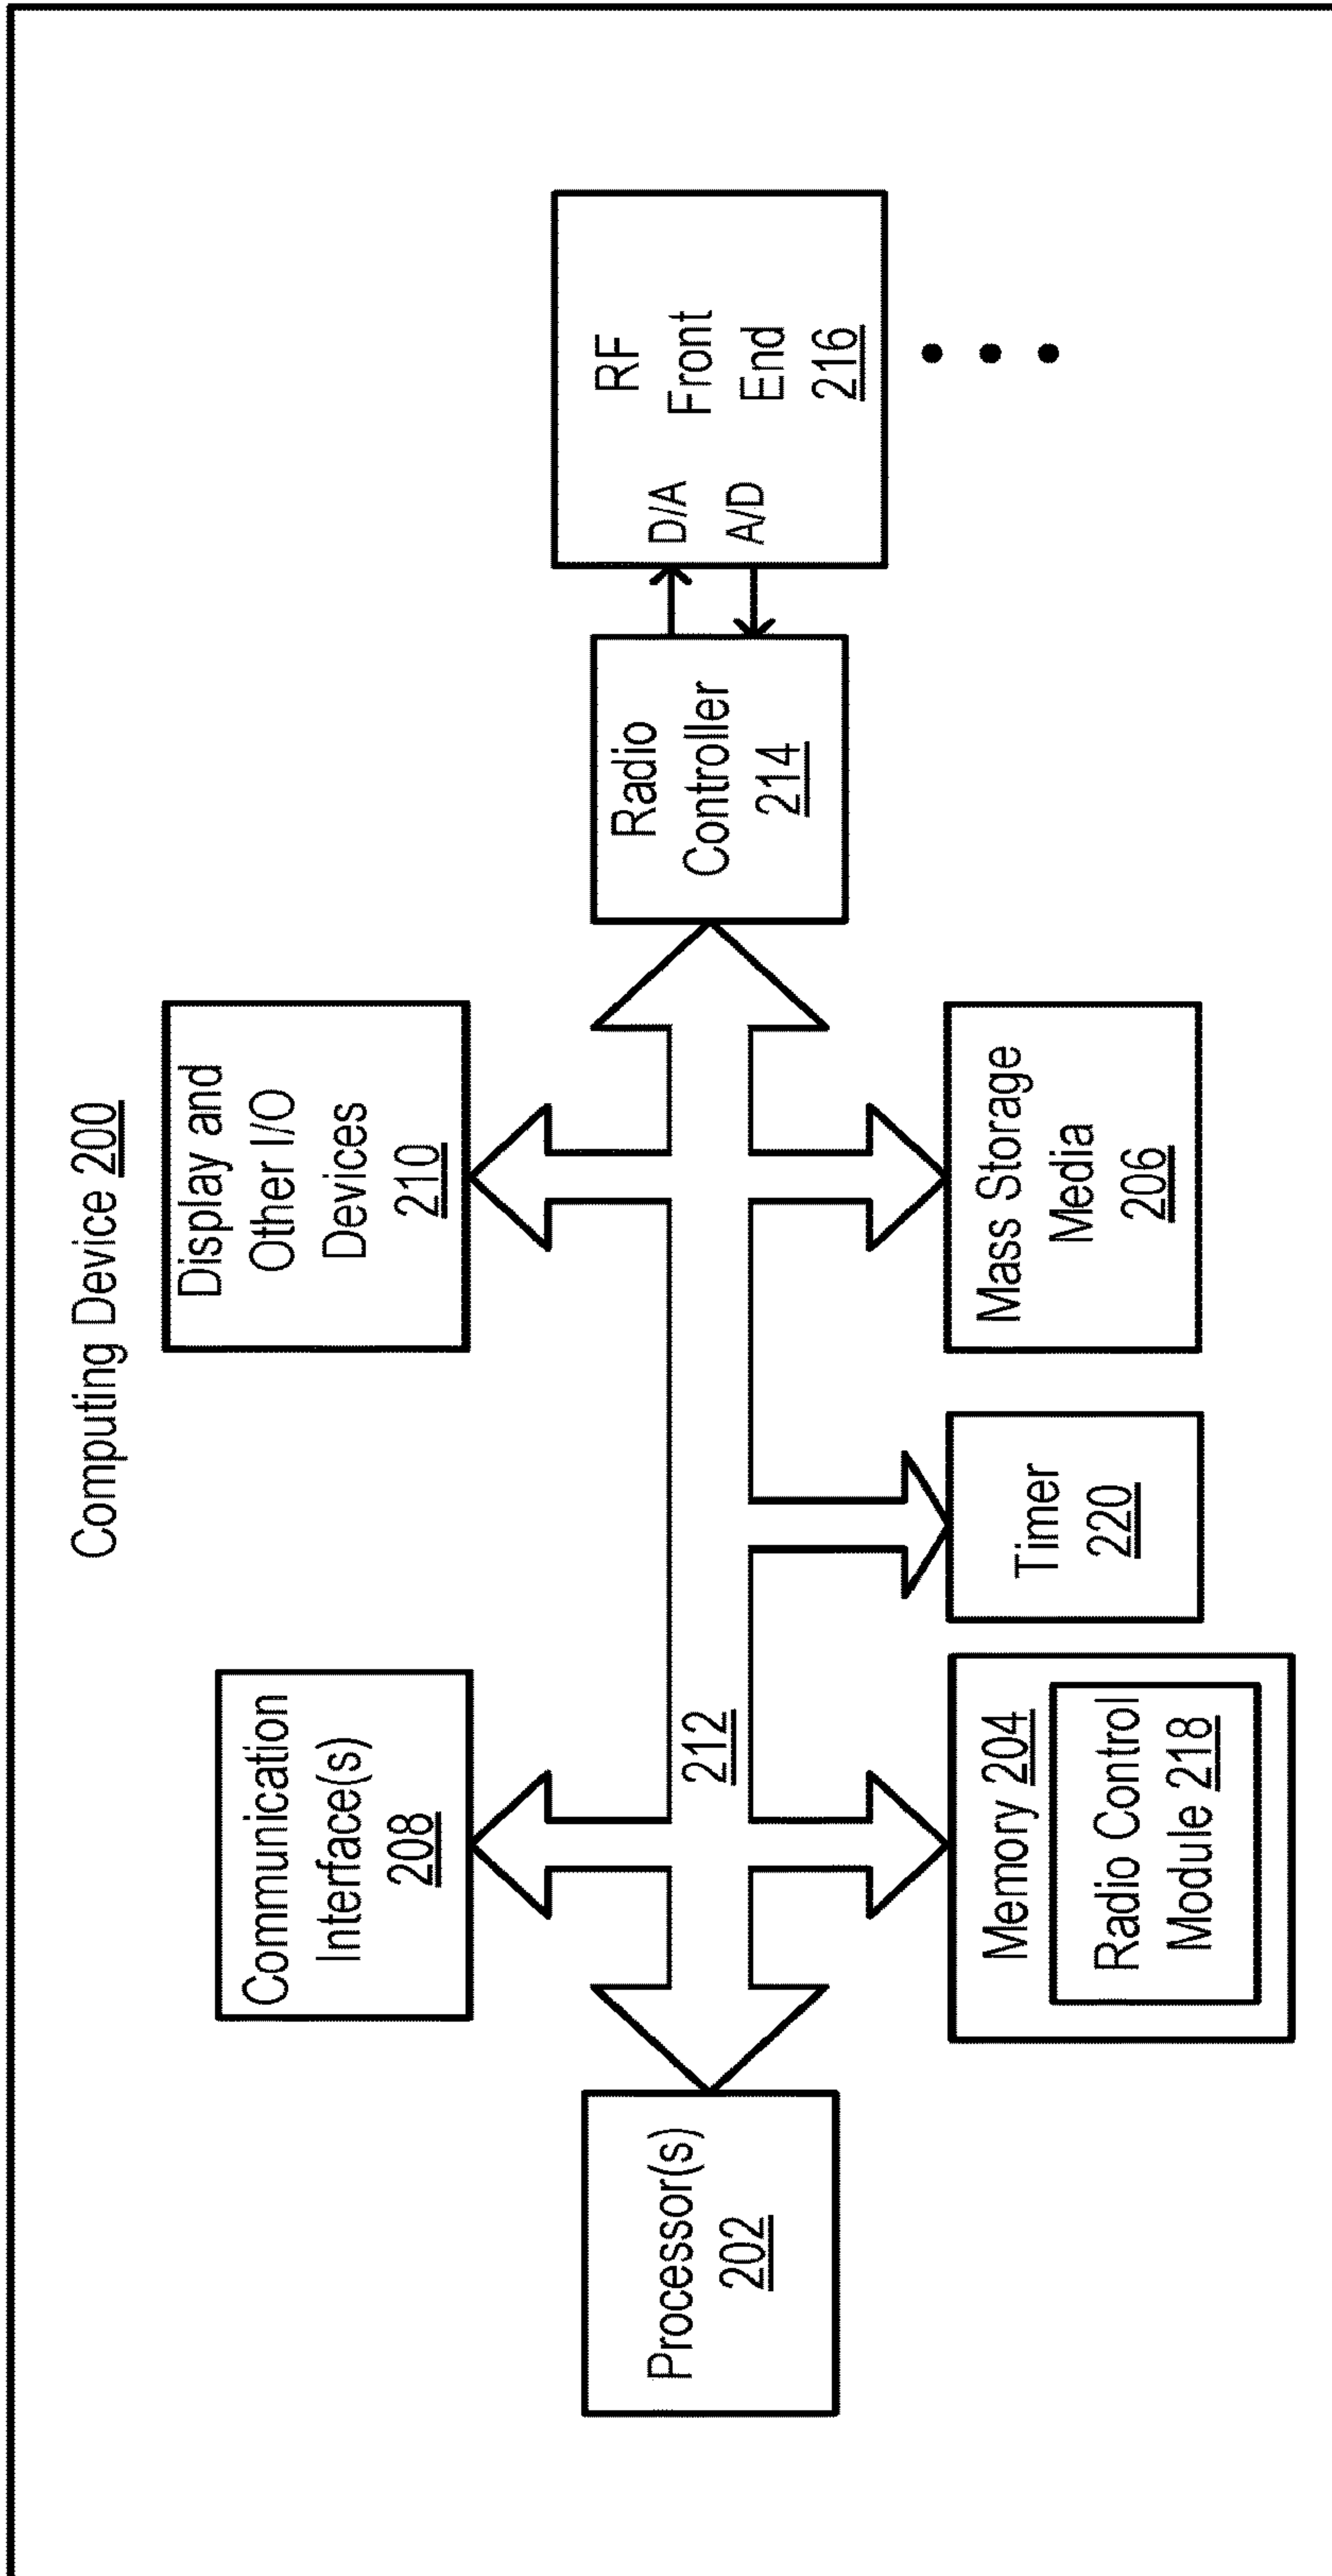 Computing Device 200
Communication
Interface(s)
208
Display and
Other I/O
Devices
210
Processor(s)
202
212
Radio
Controller
214
D/A
A/D
RF
Front
End
216
Memory 204
Radio Control
Module 218
Timer
220
Mass Storage
Media
206